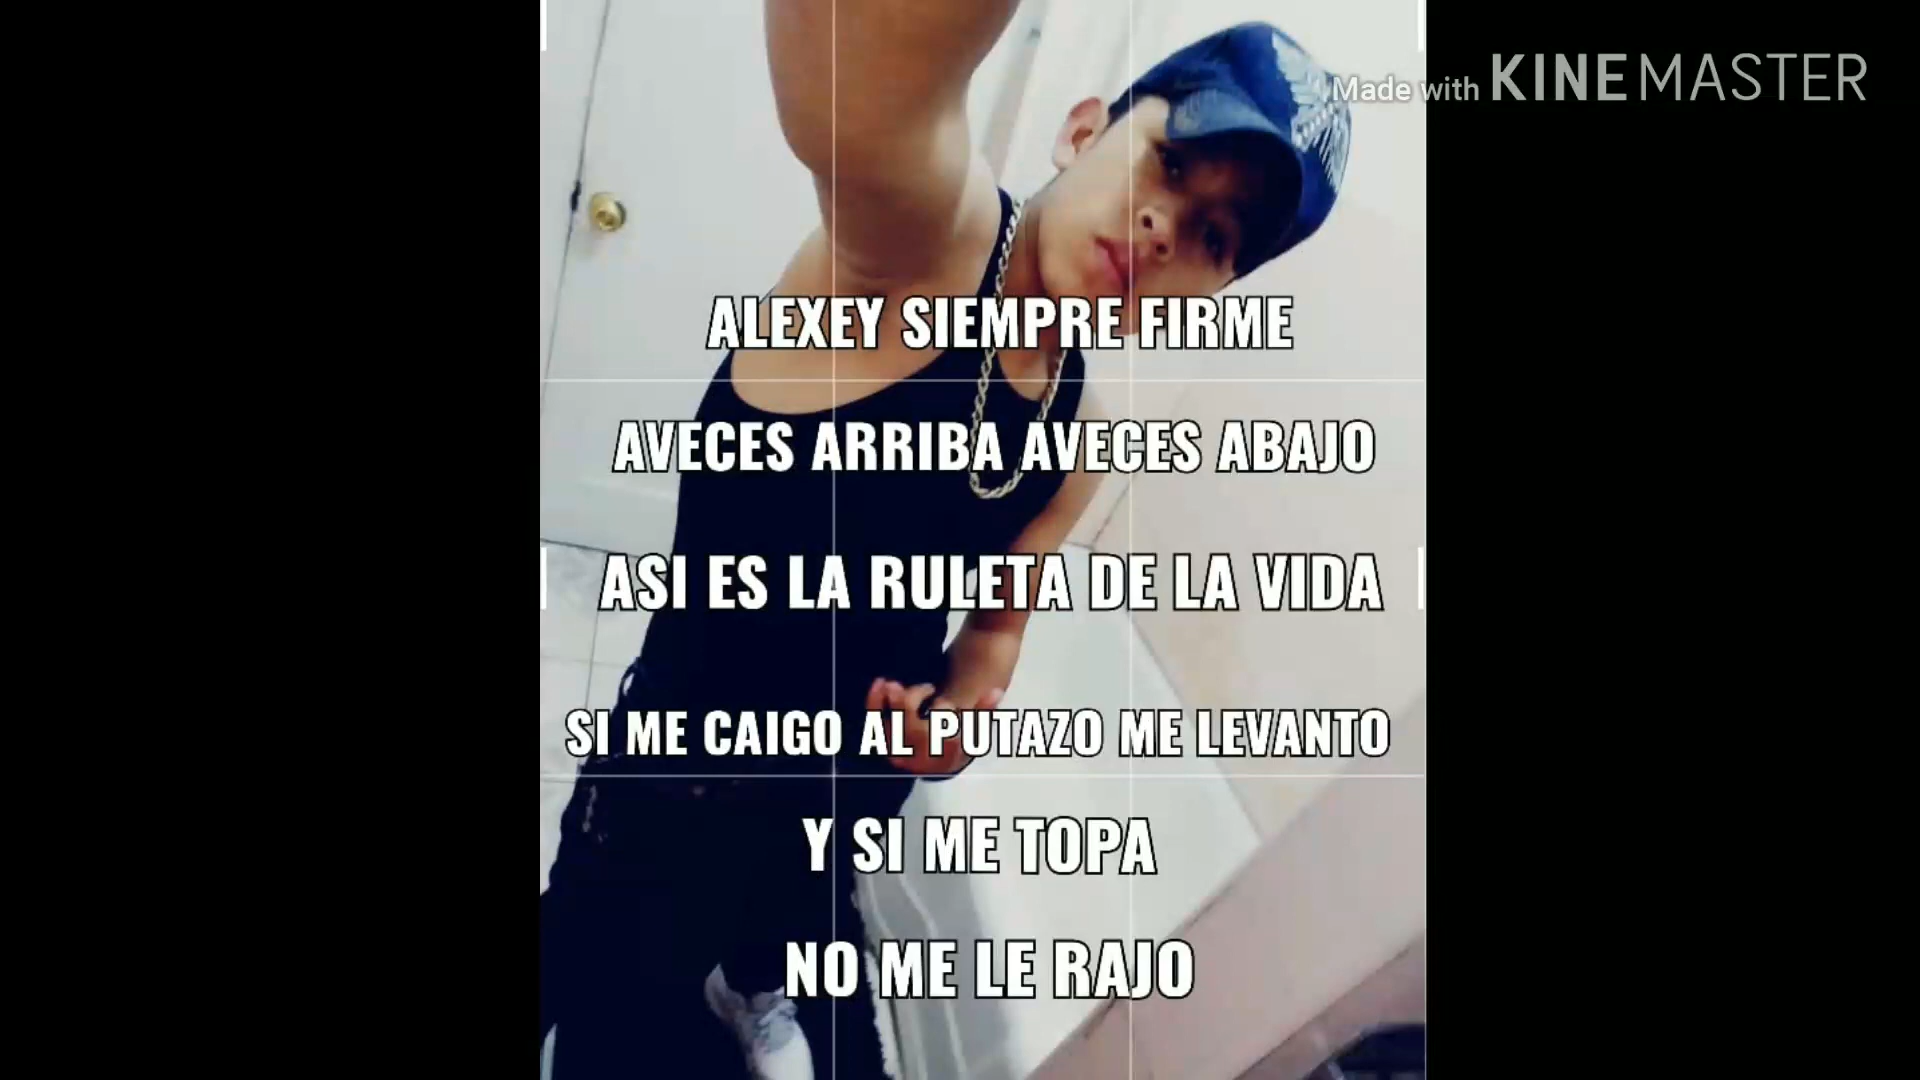 Made with KINEMASTER
ALEXEY SIEMPRE FIRME
AVECES ARRIBA AVECES ABAJO
ASI ES LA RULETA DE LA VIDA
SI ME CAIGO AL PUTAZO ME LEVANTO
Y SI ME TOPA
NO ME LE RAJO